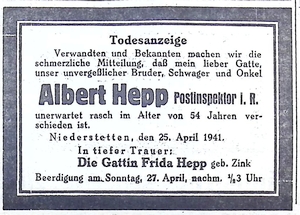 Todesanzeige
Verwandten und Bekannten machen wir die
schmerzliche Mitteilung, daß mein lieber Gatte,
unser unvergeßlicher Bruder, Schwager und Onkel
Albert Hepp Postinspektor i. R.
unerwartet rasch im Alter von 54 Jahren ver-
schieden ist.
Niederstetten, den 25. April 1941.
In tiefer Trauer:
Die Gattin Frida Hepp geb. Zink
Beerdigung am Sonntag, 27. April, nachm. ½3 Uhr